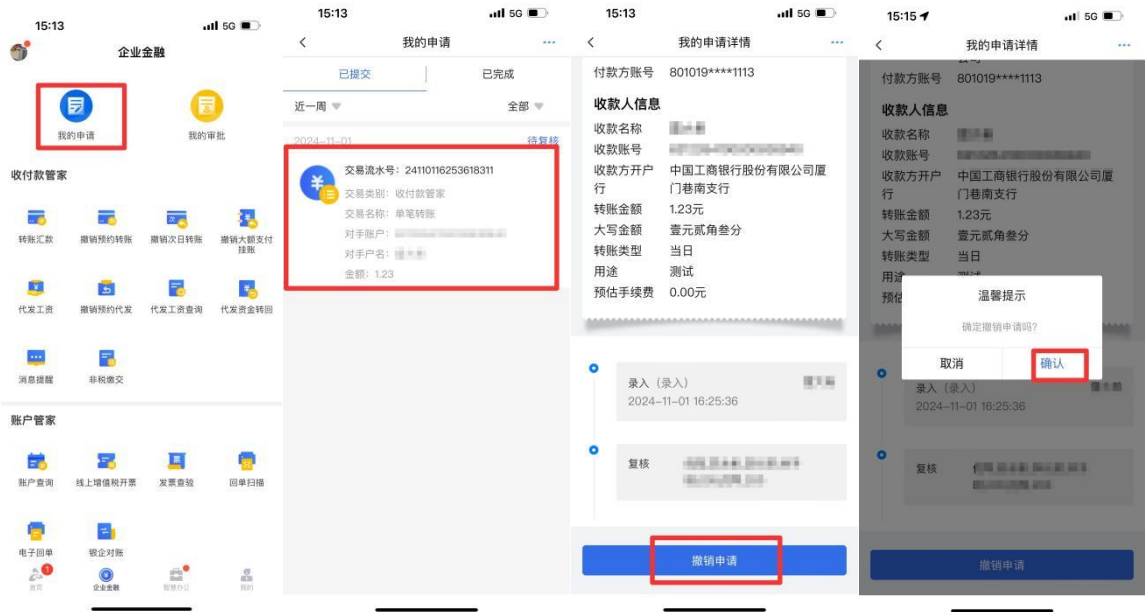 15:13
5G
企业金融
我的申请
我的审批
收付款管家
转账汇款
撤销预约转账
撤销次日转账
撤销大额支付
挂账
代发工资
撤销预约代发
代发工资查询
代发资金转回
消息提醒
非税缴交
账户管家
账户查询
线上增值税开票
发票查验
回单扫描
电子回单
银企对账
1
首页
企业金融
智慧办公
我的
15:13
5G
我的申请
已提交
已完成
近一周
全部
2024-11-01
待复核
交易流水号：24110116253618311
交易类别：收付款管家
交易名称：单笔转账
对手账户：
对手户名：
金额：1.23
15:13
5G
我的申请详情
付款方账号 801019****1113
收款人信息
收款名称
收款账号
收款方开户 中国工商银行股份有限公司厦
行 门巷南支行
转账金额 1.23元
大写金额 壹元贰角叁分
转账类型 当日
用途 测试
预估手续费 0.00元
录入（录入）
2024-11-01 16:25:36
复核
撤销申请
15:15
5G
我的申请详情
付款方账号 801019****1113
收款人信息
收款名称
收款账号
收款方开户 中国工商银行股份有限公司厦
行 门巷南支行
转账金额 1.23元
大写金额 壹元贰角叁分
转账类型 当日
用途
温馨提示
确定撤销申请吗?
取消
确认
录入（录入）
2024-11-01 16:25:36
复核
撤销申请